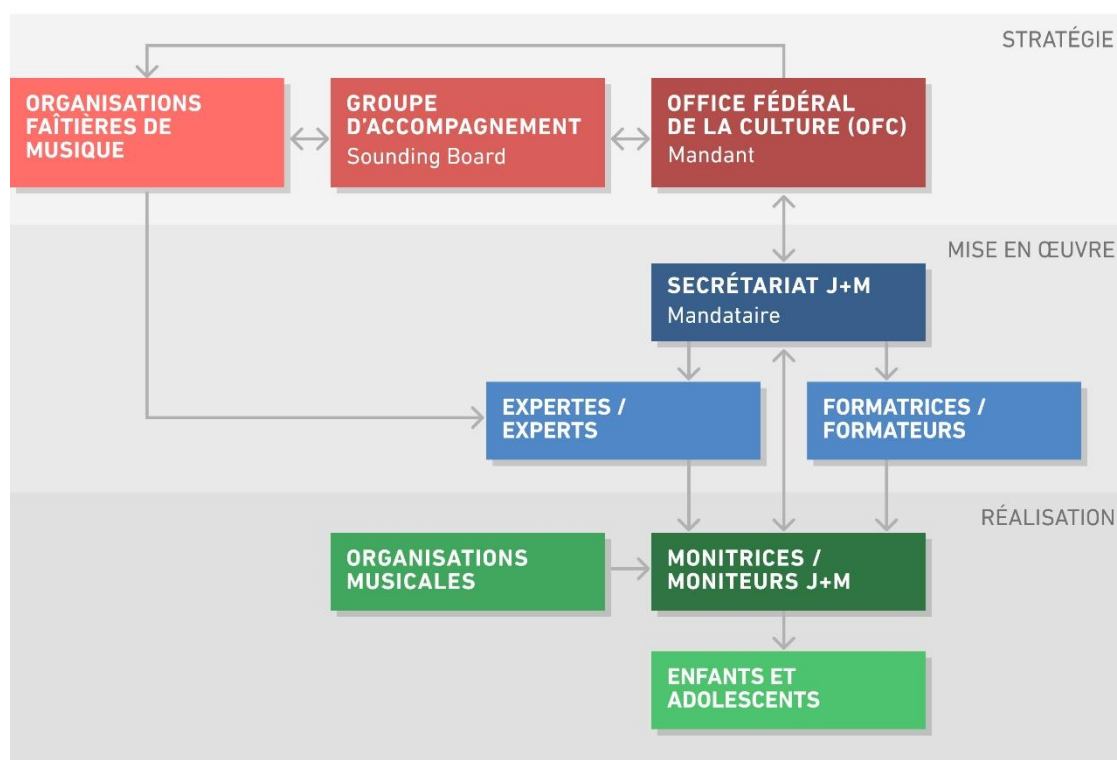 STRATÉGIE
ORGANISATIONS
FAÎTIÈRES DE
MUSIQUE
GROUPE
D'ACCOMPAGNEMENT
Sounding Board
OFFICE FÉDÉRAL
DE LA CULTURE (OFC)
Mandant
MISE EN ŒUVRE
SECRÉTARIAT J+M
Mandataire
EXPERTES /
EXPERTS
FORMATRICES /
FORMATEURS
RÉALISATION
ORGANISATIONS
MUSICALES
MONITRICES /
MONITEURS J+M
ENFANTS ET
ADOLESCENTS